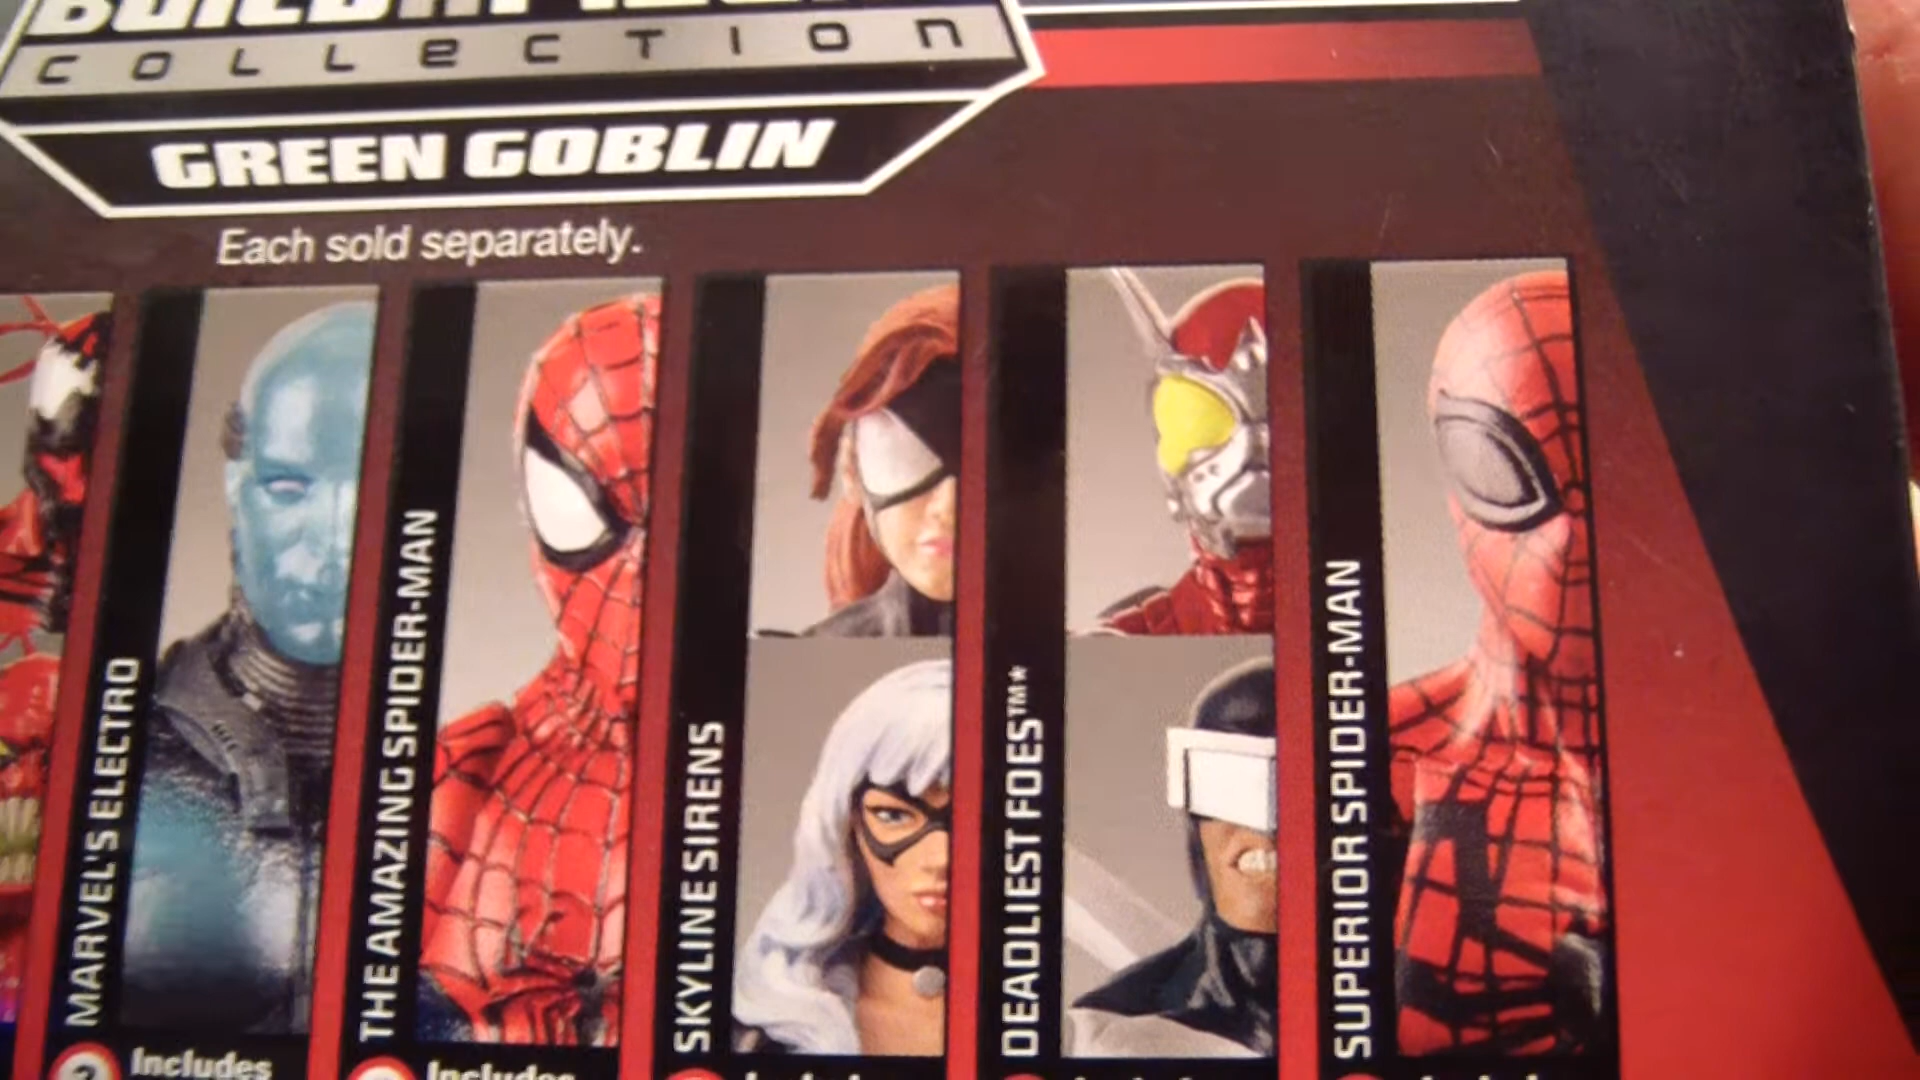 COLLECTION
GREEN GOBLIN
Each sold separately.
MARVEL'S ELECTRO
THE AMAZING SPIDER-MAN
SKYLINE SIRENS
DEADLIEST FOES™*
SUPERIOR SPIDER-MAN
Includes
Includes